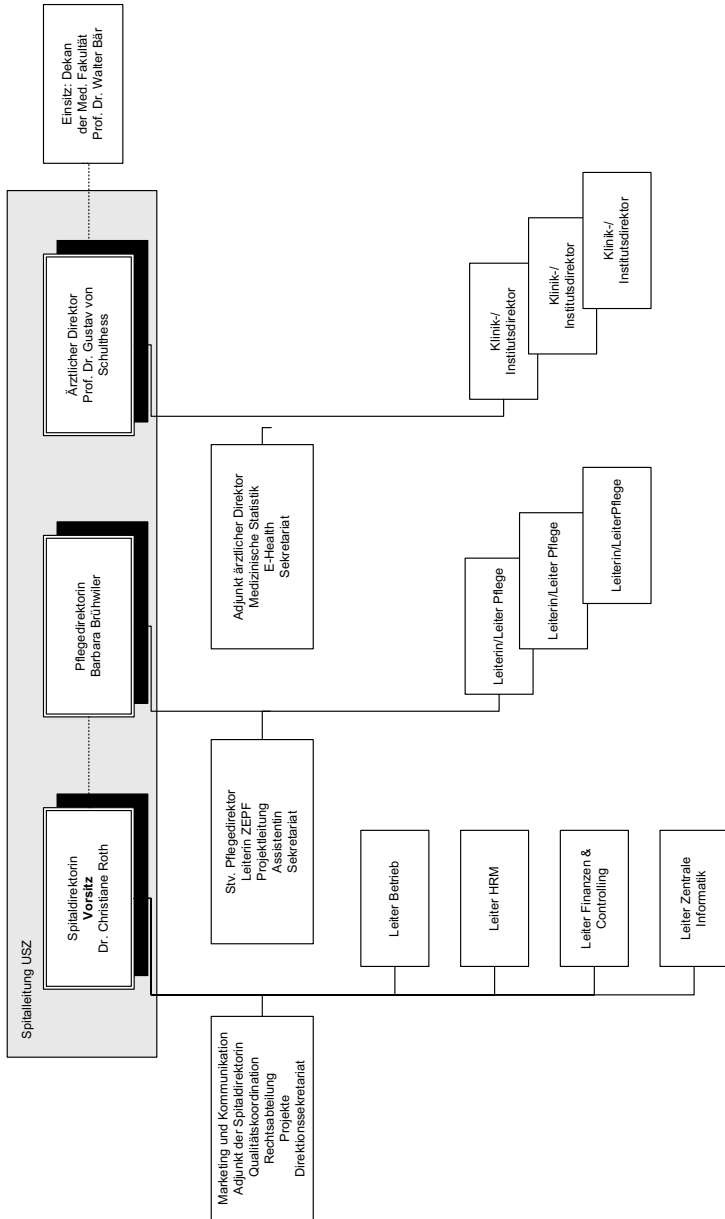 Spitalleitung USZ
Spitaldirektorin
Vorsitz
Dr. Christiane Roth
Pflegedirektorin
Barbara Brühwiler
Ärztlicher Direktor
Prof. Dr. Gustav von
Schulthess
Einsitz: Dekan
der Med. Fakultät
Prof. Dr. Walter Bär
Marketing und Kommunikation
Adjunkt der Spitaldirektorin
Qualitätskoordination
Rechtsabteilung
Projekte
Direktionssekretariat
Stv. Pflegedirektor
Leiterin ZEPF
Projektleitung
Assistentin
Sekretariat
Adjunkt ärztlicher Direktor
Medizinische Statistik
E-Health
Sekretariat
Leiter Betrieb
Leiter HRM
Leiter Finanzen &
Controlling
Leiter Zentrale
Informatik
Leiterin/Leiter Pflege
Leiterin/Leiter Pflege
Leiterin/LeiterPflege
Klinik-/
Institutsdirektor
Klinik-/
Institutsdirektor
Klinik-/
Institutsdirektor